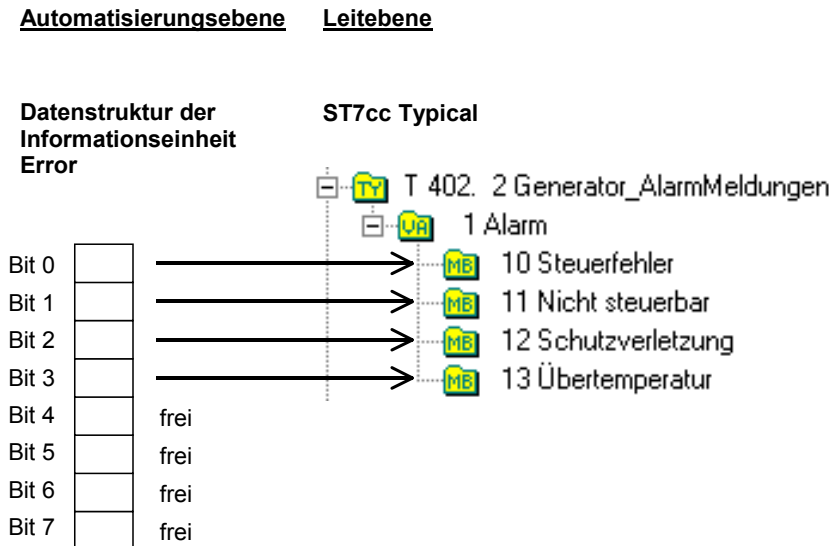 Automatisierungsebene Leitebene
Datenstruktur der
Informationseinheit
Error
ST7cc Typical
TY T 402. 2 Generator_AlarmMeldungen
VA 1 Alarm
Bit 0 MB 10 Steuerfehler
Bit 1 MB 11 Nicht steuerbar
Bit 2 MB 12 Schutzverletzung
Bit 3 MB 13 Übertemperatur
Bit 4 frei
Bit 5 frei
Bit 6 frei
Bit 7 frei